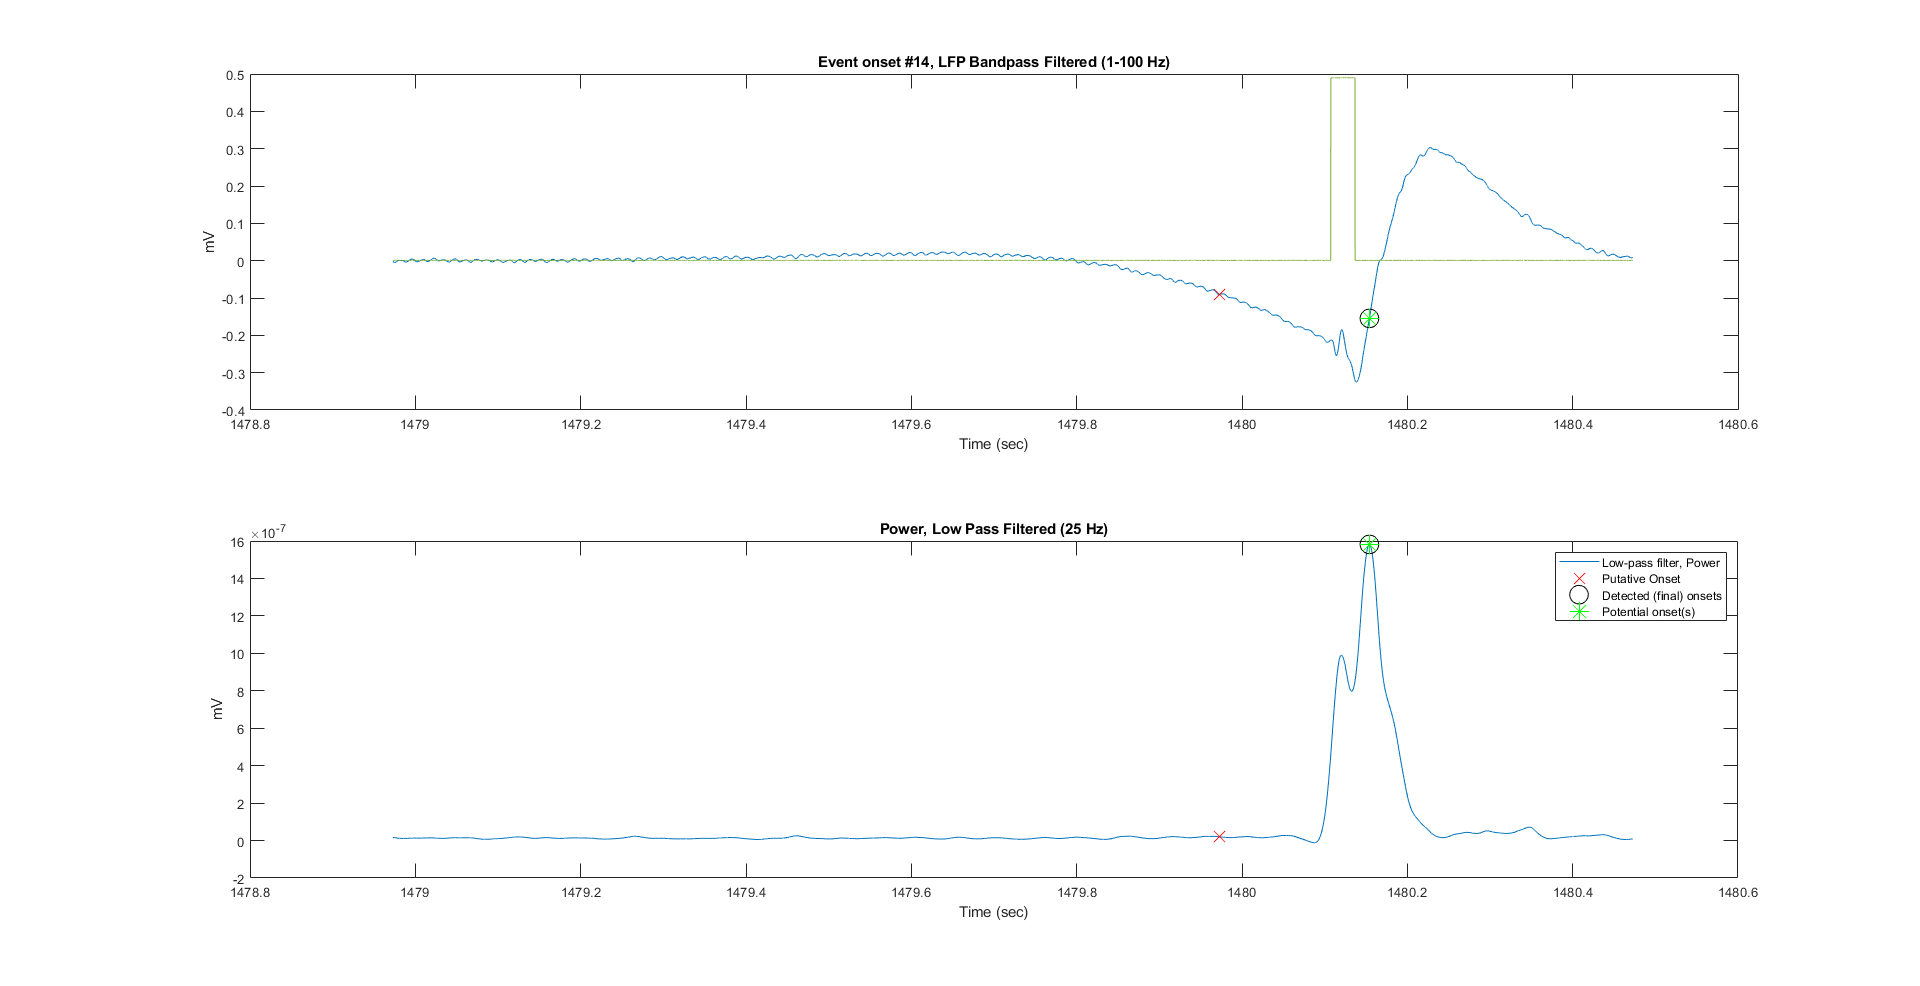 Event onset #14, LFP Bandpass Filtered (1-100 Hz)
0.5
0.4
0.3
0.2
0.1
0
-0.1
-0.2
-0.3
-0.4
mV
1478.8 1479 1479.2 1479.4 1479.6 1479.8 1480 1480.2 1480.4 1480.6
Time (sec)
Power, Low Pass Filtered (25 Hz)
×10-7
16
14
12
10
8
6
4
2
0
-2
mV
Low-pass filter, Power
Putative Onset
Detected (final) onsets
Potential onset(s)
1478.8 1479 1479.2 1479.4 1479.6 1479.8 1480 1480.2 1480.4 1480.6
Time (sec)